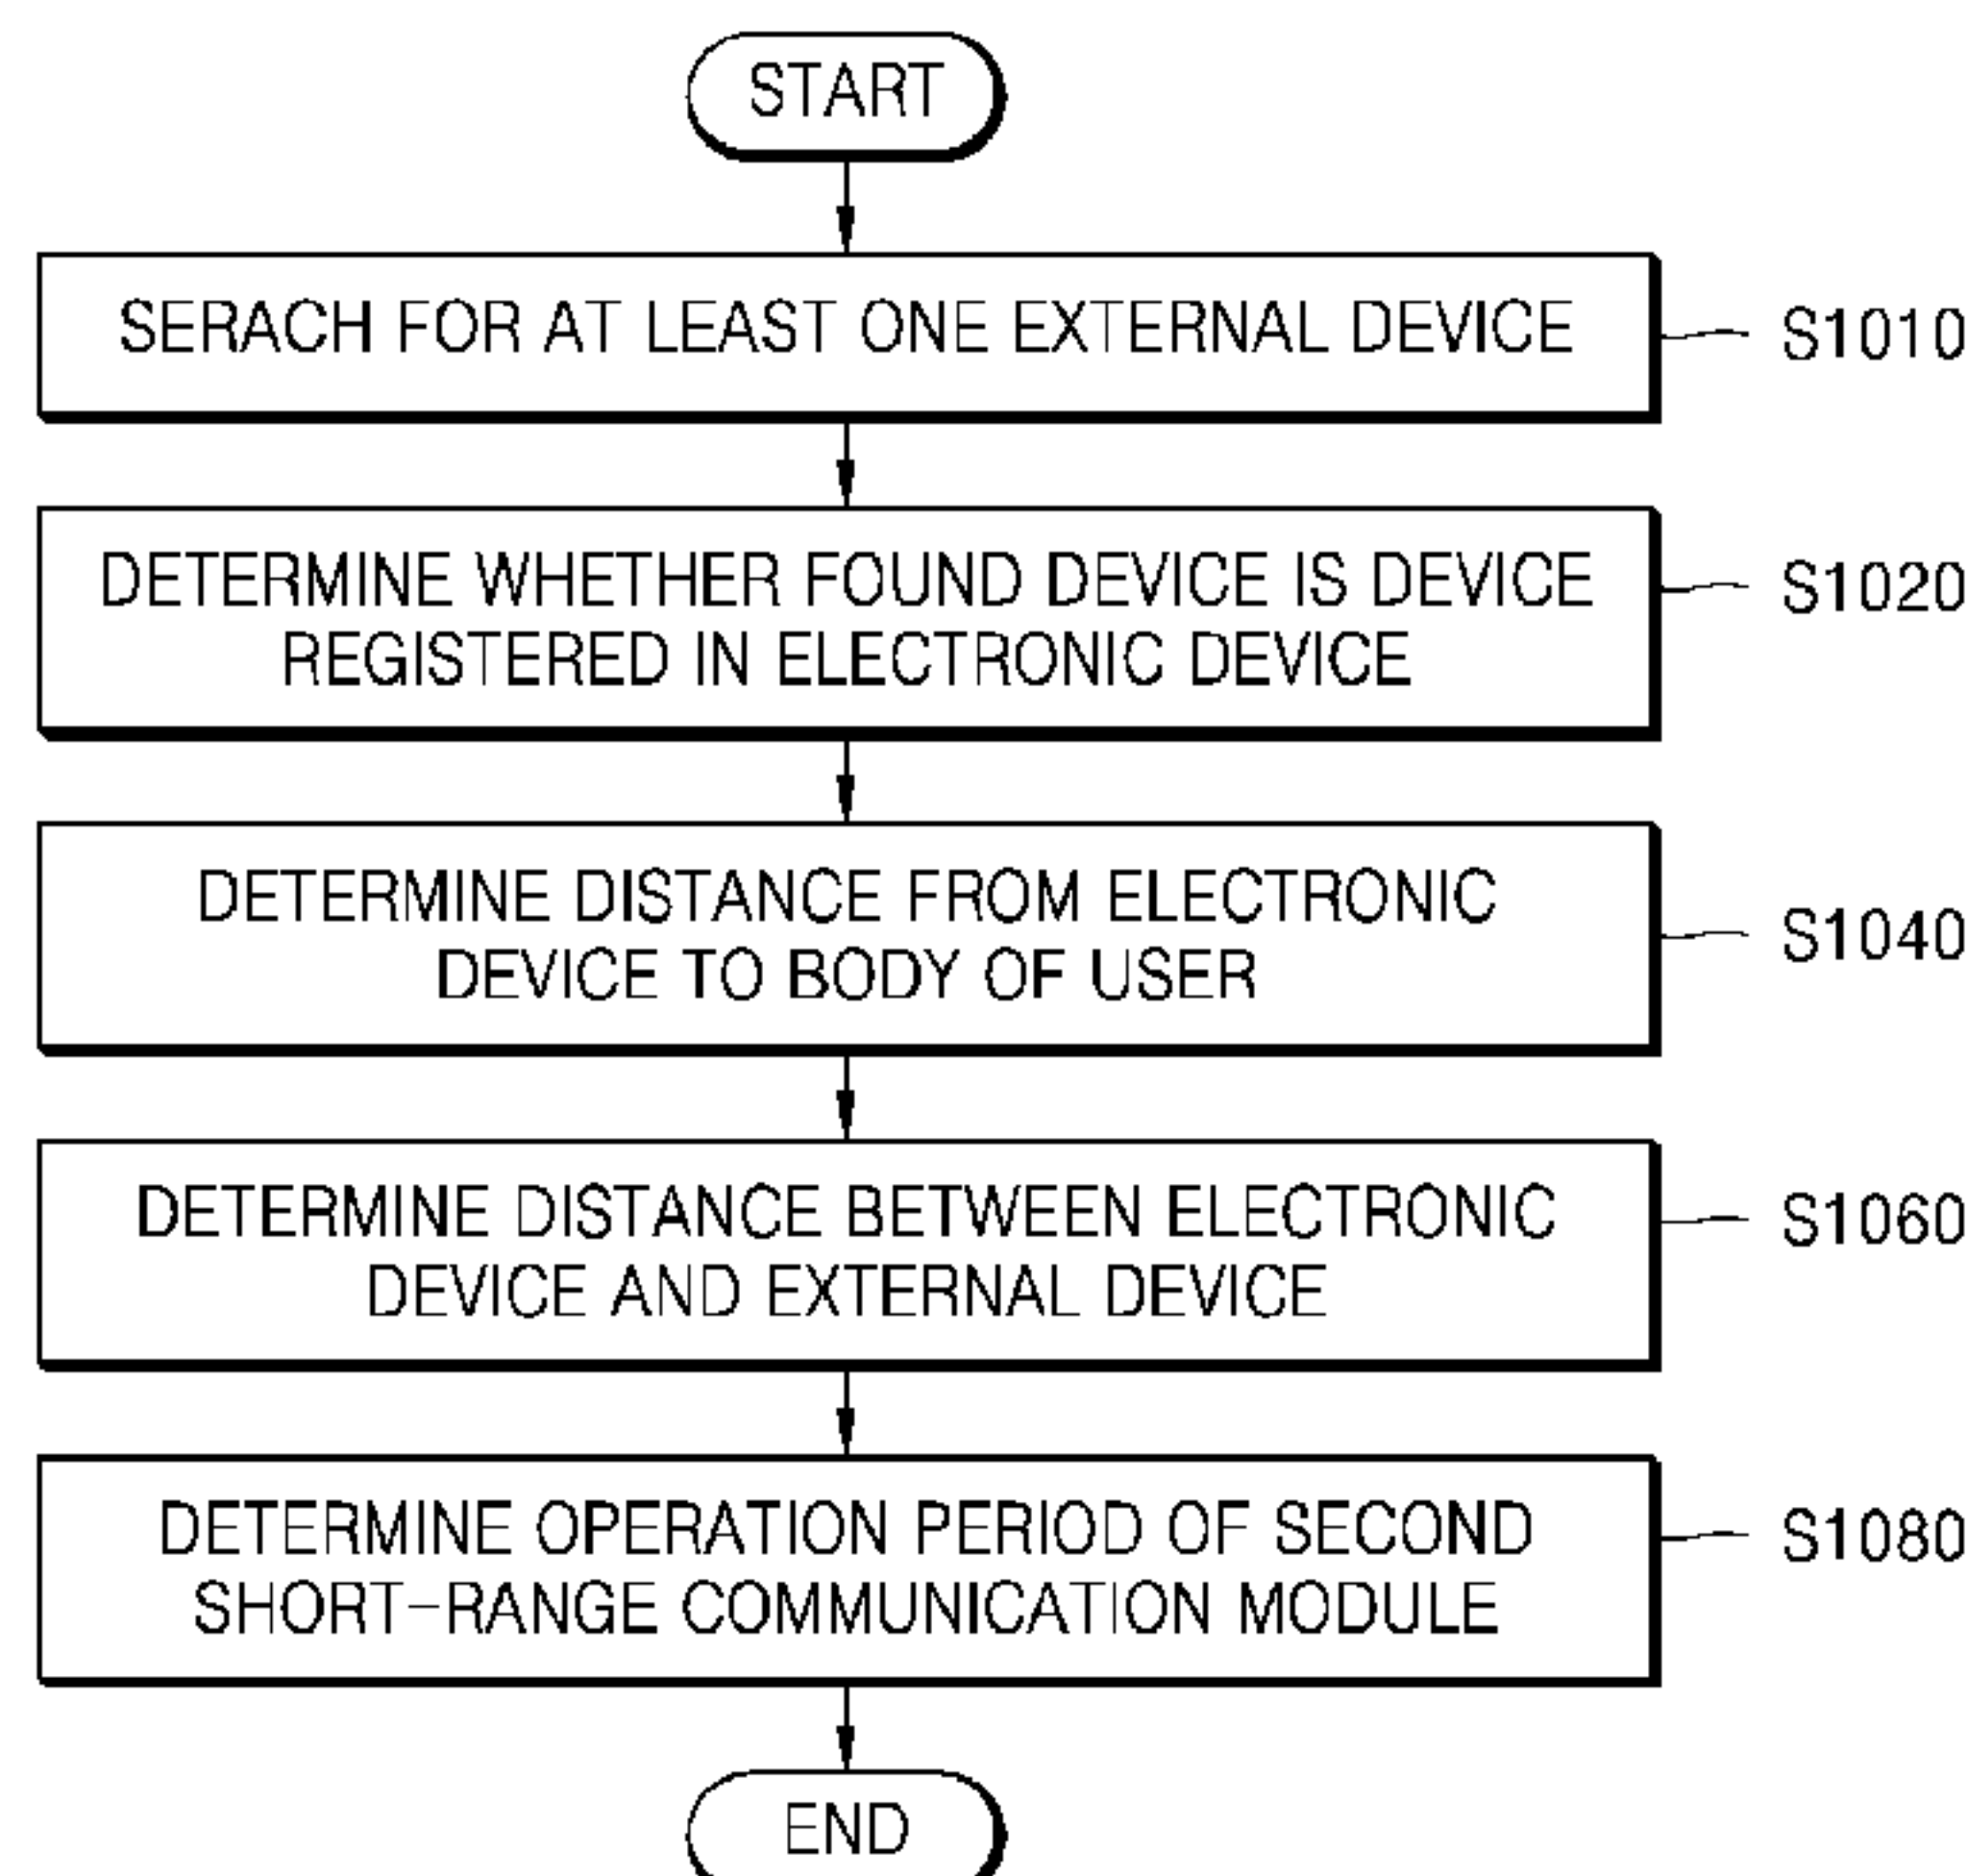 START
SERACH FOR AT LEAST ONE EXTERNAL DEVICE
S1010
DETERMINE WHETHER FOUND DEVICE IS DEVICE
REGISTERED IN ELECTRONIC DEVICE
S1020
DETERMINE DISTANCE FROM ELECTRONIC
DEVICE TO BODY OF USER
S1040
DETERMINE DISTANCE BETWEEN ELECTRONIC
DEVICE AND EXTERNAL DEVICE
S1060
DETERMINE OPERATION PERIOD OF SECOND
SHORT-RANGE COMMUNICATION MODULE
S1080
END